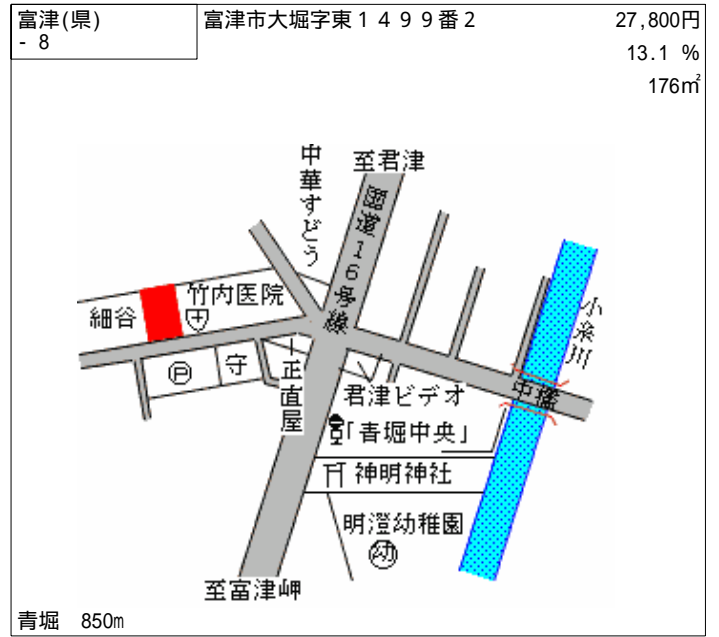 富津(県)
- 8
富津市大堀字東1499番2
27,800円
13.1 %
176㎡
中華すどう
至君津
国道16号線
竹内医院
細谷
小糸川
P
守
正直屋
中橋
君津ビデオ
「青堀中央」
神明神社
明澄幼稚園
幼
至富津岬
青堀 850m